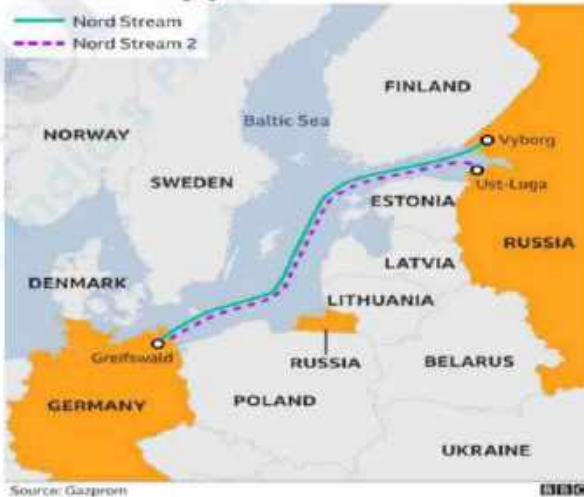 Nord Stream
Nord Stream 2
FINLAND
Baltic Sea
NORWAY
Vyborg
SWEDEN
Ust-Luga
ESTONIA
RUSSIA
LATVIA
DENMARK
LITHUANIA
Greifswald
RUSSIA
BELARUS
GERMANY
POLAND
UKRAINE
Source: Gazprom
BBC